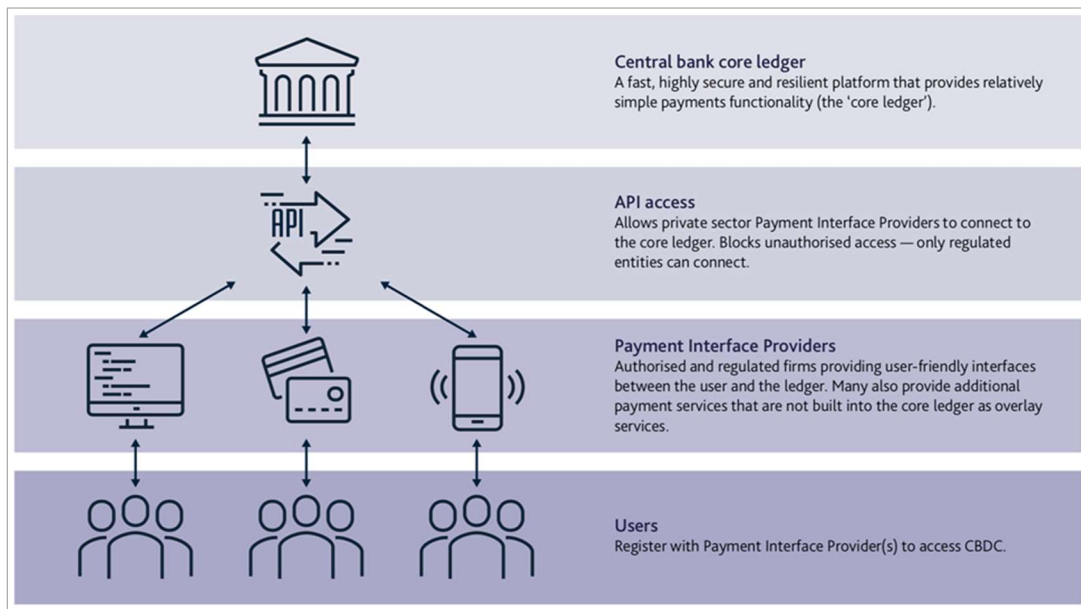 Central bank core ledger
A fast, highly secure and resilient platform that provides relatively
simple payments functionality (the ‘core ledger’).
API
API access
Allows private sector Payment Interface Providers to connect to
the core ledger. Blocks unauthorised access — only regulated
entities can connect.
Payment Interface Providers
Authorised and regulated firms providing user-friendly interfaces
between the user and the ledger. Many also provide additional
payment services that are not built into the core ledger as overlay
services.
Users
Register with Payment Interface Provider(s) to access CBDC.